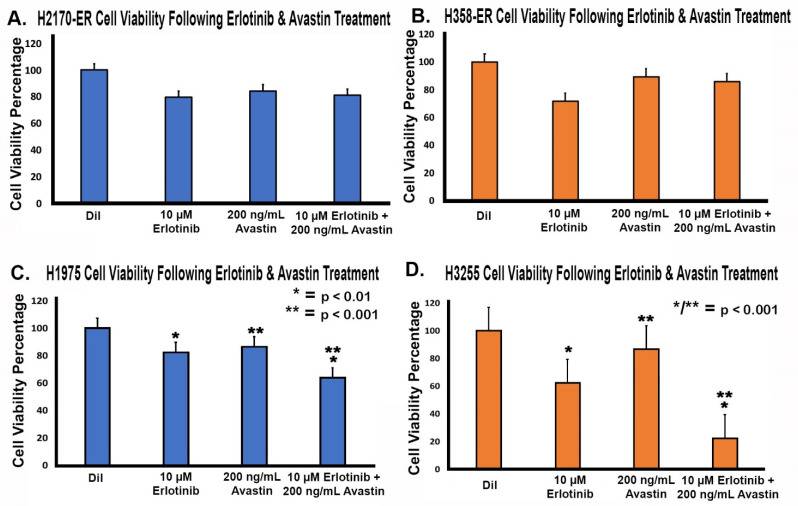 A. H2170-ER Cell Viability Following Erlotinib & Avastin Treatment
Cell Viability Percentage
120
100
80
60
40
20
0
Dil
10 µM
Erlotinib
200 ng/mL
Avastin
10 µM Erlotinib +
200 ng/mL Avastin
B. H358-ER Cell Viability Following Erlotinib & Avastin Treatment
Cell Viability Percentage
120
100
80
60
40
20
0
Dil
10 µM
Erlotinib
200 ng/mL
Avastin
10 µM Erlotinib +
200 ng/mL Avastin
C. H1975 Cell Viability Following Erlotinib & Avastin Treatment
* = p < 0.01
** = p < 0.001
Cell Viability Percentage
120
100
80
60
40
20
0
*
**
**
*
Dil
10 µM
Erlotinib
200 ng/mL
Avastin
10 µM Erlotinib +
200 ng/mL Avastin
D. H3255 Cell Viability Following Erlotinib & Avastin Treatment
*/** = p < 0.001
Cell Viability Percentage
120
100
80
60
40
20
0
*
**
**
*
Dil
10 µM
Erlotinib
200 ng/mL
Avastin
10 µM Erlotinib +
200 ng/mL Avastin